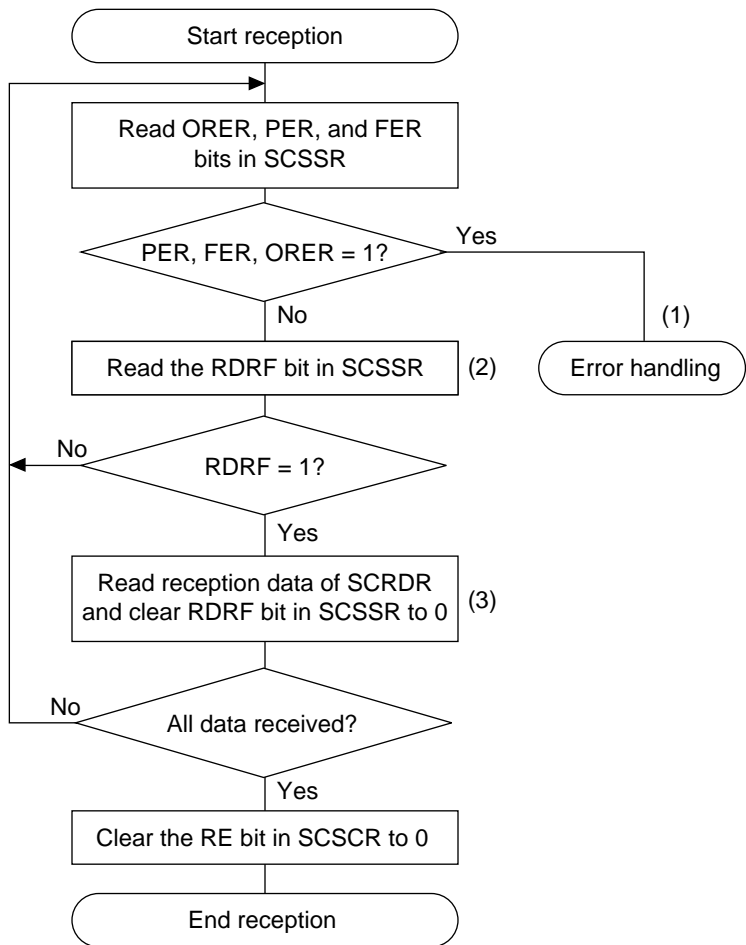 Start reception
Read ORER, PER, and FER
bits in SCSSR
PER, FER, ORER = 1?
Yes
No
(1)
Read the RDRF bit in SCSSR
(2)
Error handling
No
RDRF = 1?
Yes
Read reception data of SCRDR
and clear RDRF bit in SCSSR to 0
(3)
No
All data received?
Yes
Clear the RE bit in SCSCR to 0
End reception